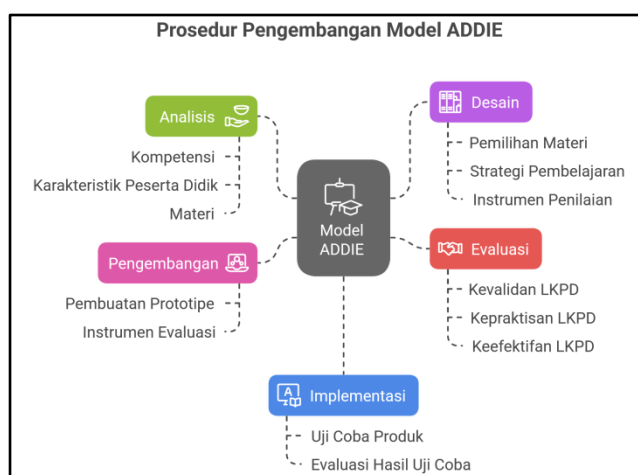 Prosedur Pengembangan Model ADDIE
Analisis
Kompetensi
Karakteristik Peserta Didik
Materi
Desain
Pemilihan Materi
Strategi Pembelajaran
Instrumen Penilaian
Model
ADDIE
Pengembangan
Pembuatan Prototipe
Instrumen Evaluasi
Evaluasi
Kevalidan LKPD
Kepraktisan LKPD
Keefektifan LKPD
A
Implementasi
Uji Coba Produk
Evaluasi Hasil Uji Coba